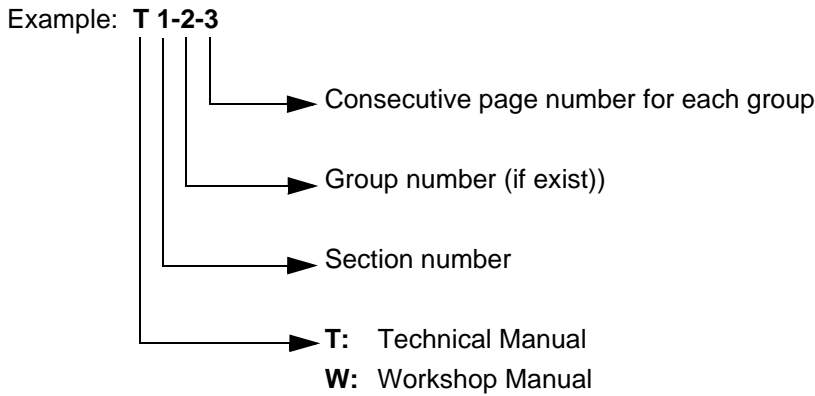 Example: T 1-2-3
Consecutive page number for each group
Group number (if exist))
Section number
T: Technical Manual
W: Workshop Manual